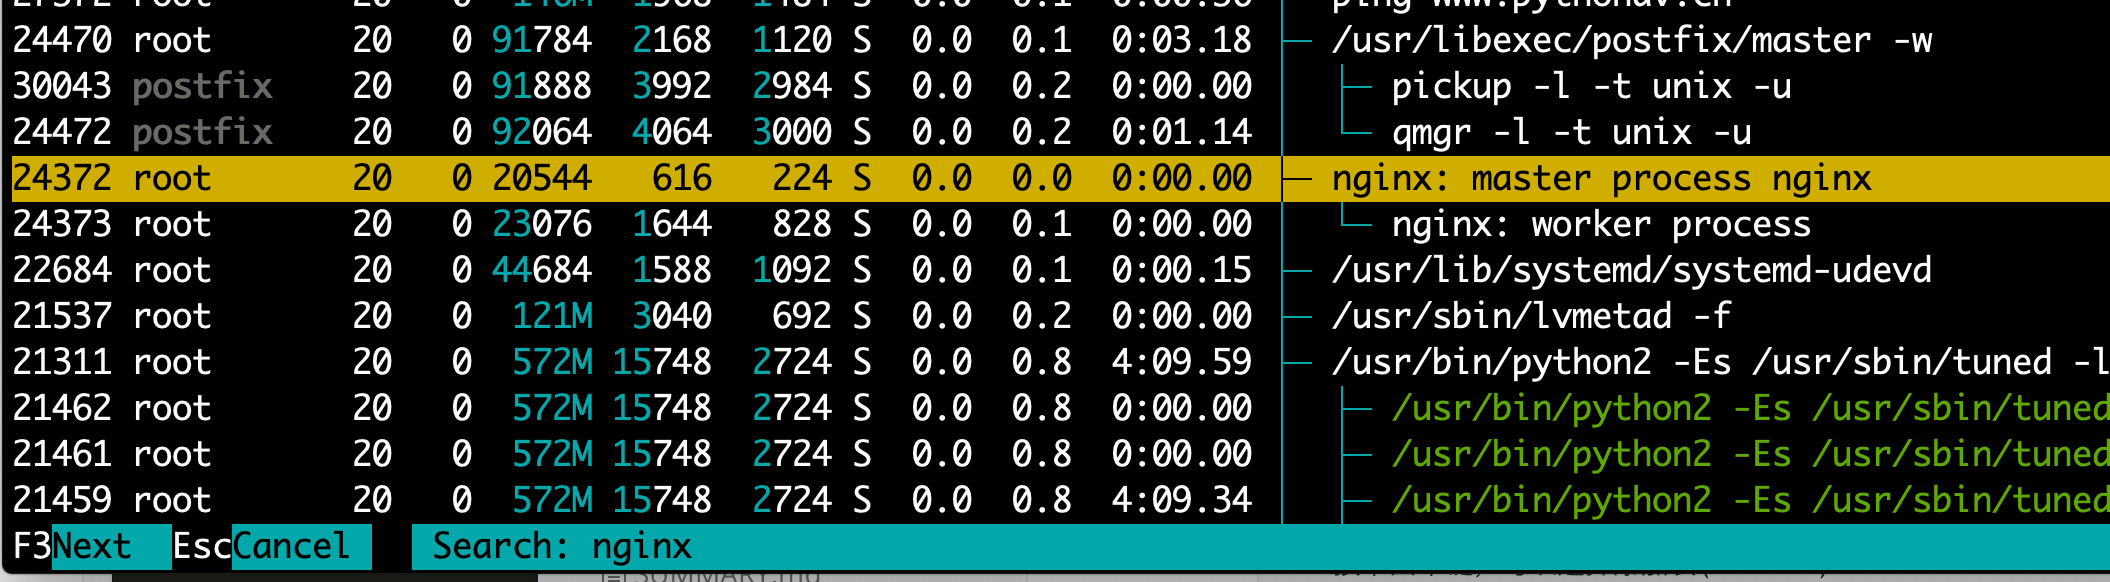 24470 root 20 0 91784 2168 1120 S 0.0 0.1 0:03.18 /usr/libexec/postfix/master -w
30043 postfix 20 0 91888 3992 2984 S 0.0 0.2 0:00.00 pickup -l -t unix -u
24472 postfix 20 0 92064 4064 3000 S 0.0 0.2 0:01.14 qmgr -l -t unix -u
24372 root 20 0 20544 616 224 S 0.0 0.0 0:00.00 nginx: master process nginx
24373 root 20 0 23076 1644 828 S 0.0 0.1 0:00.00 nginx: worker process
22684 root 20 0 44684 1588 1092 S 0.0 0.1 0:00.15 /usr/lib/systemd/systemd-udevd
21537 root 20 0 121M 3040 692 S 0.0 0.2 0:00.00 /usr/sbin/lvmetad -f
21311 root 20 0 572M 15748 2724 S 0.0 0.8 4:09.59 /usr/bin/python2 -Es /usr/sbin/tuned -l
21462 root 20 0 572M 15748 2724 S 0.0 0.8 0:00.00 /usr/bin/python2 -Es /usr/sbin/tuned
21461 root 20 0 572M 15748 2724 S 0.0 0.8 0:00.00 /usr/bin/python2 -Es /usr/sbin/tuned
21459 root 20 0 572M 15748 2724 S 0.0 0.8 4:09.34 /usr/bin/python2 -Es /usr/sbin/tuned
F3Next EscCancel Search: nginx